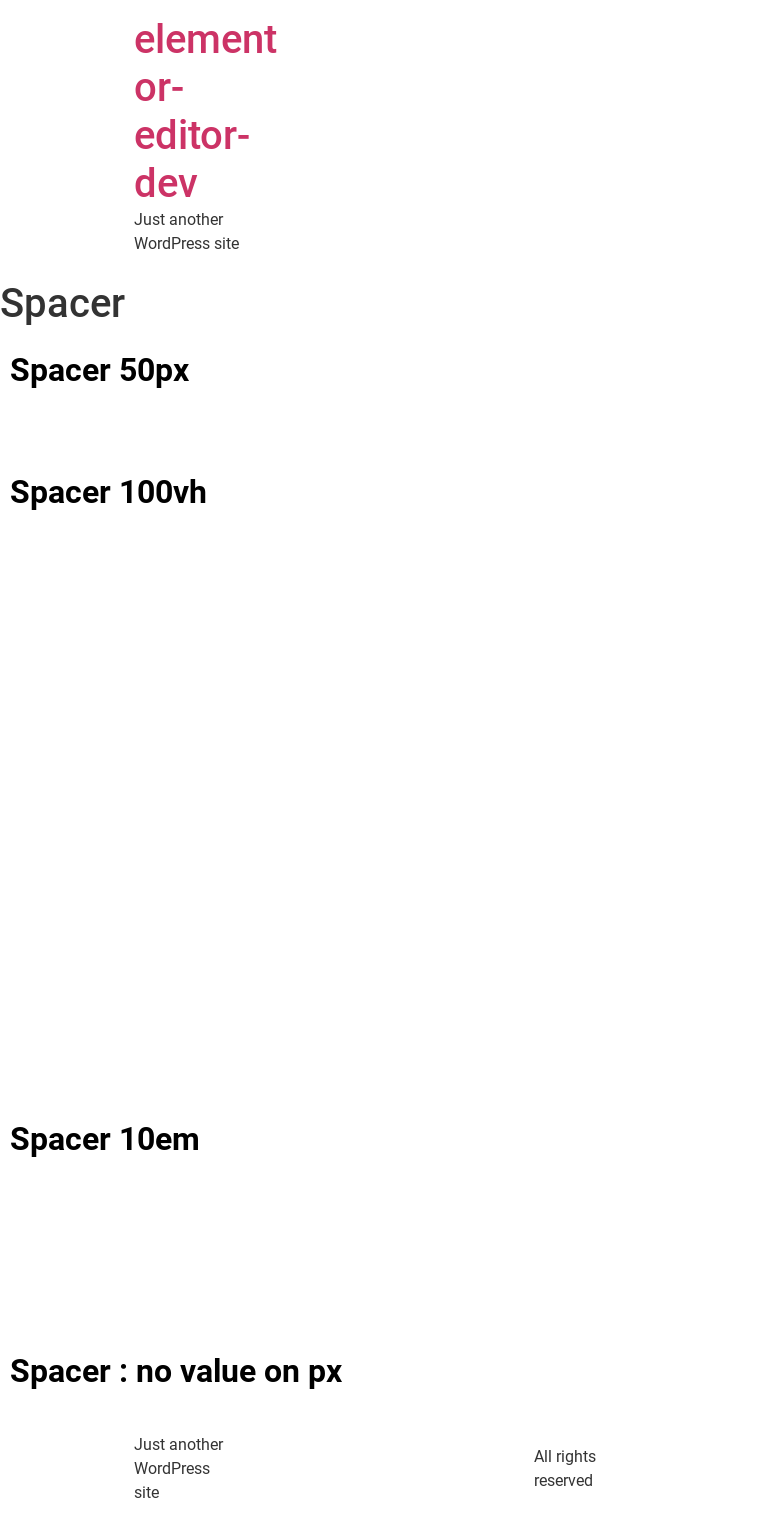 element
or-
editor-
dev
Just another
WordPress site
Spacer
Spacer 50px
Spacer 100vh
Spacer 10em
Spacer : no value on px
Just another
WordPress
site
All rights
reserved